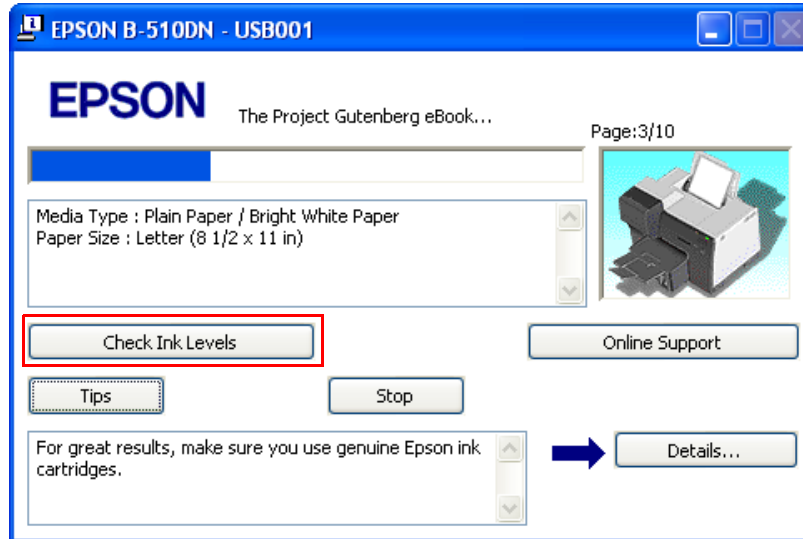 EPSON B-510DN - USB001
EPSON
The Project Gutenberg eBook...
Page:3/10
Media Type : Plain Paper / Bright White Paper
Paper Size : Letter (8 1/2 x 11 in)
Check Ink Levels
Online Support
Tips
Stop
For great results, make sure you use genuine Epson ink
cartridges.
Details...